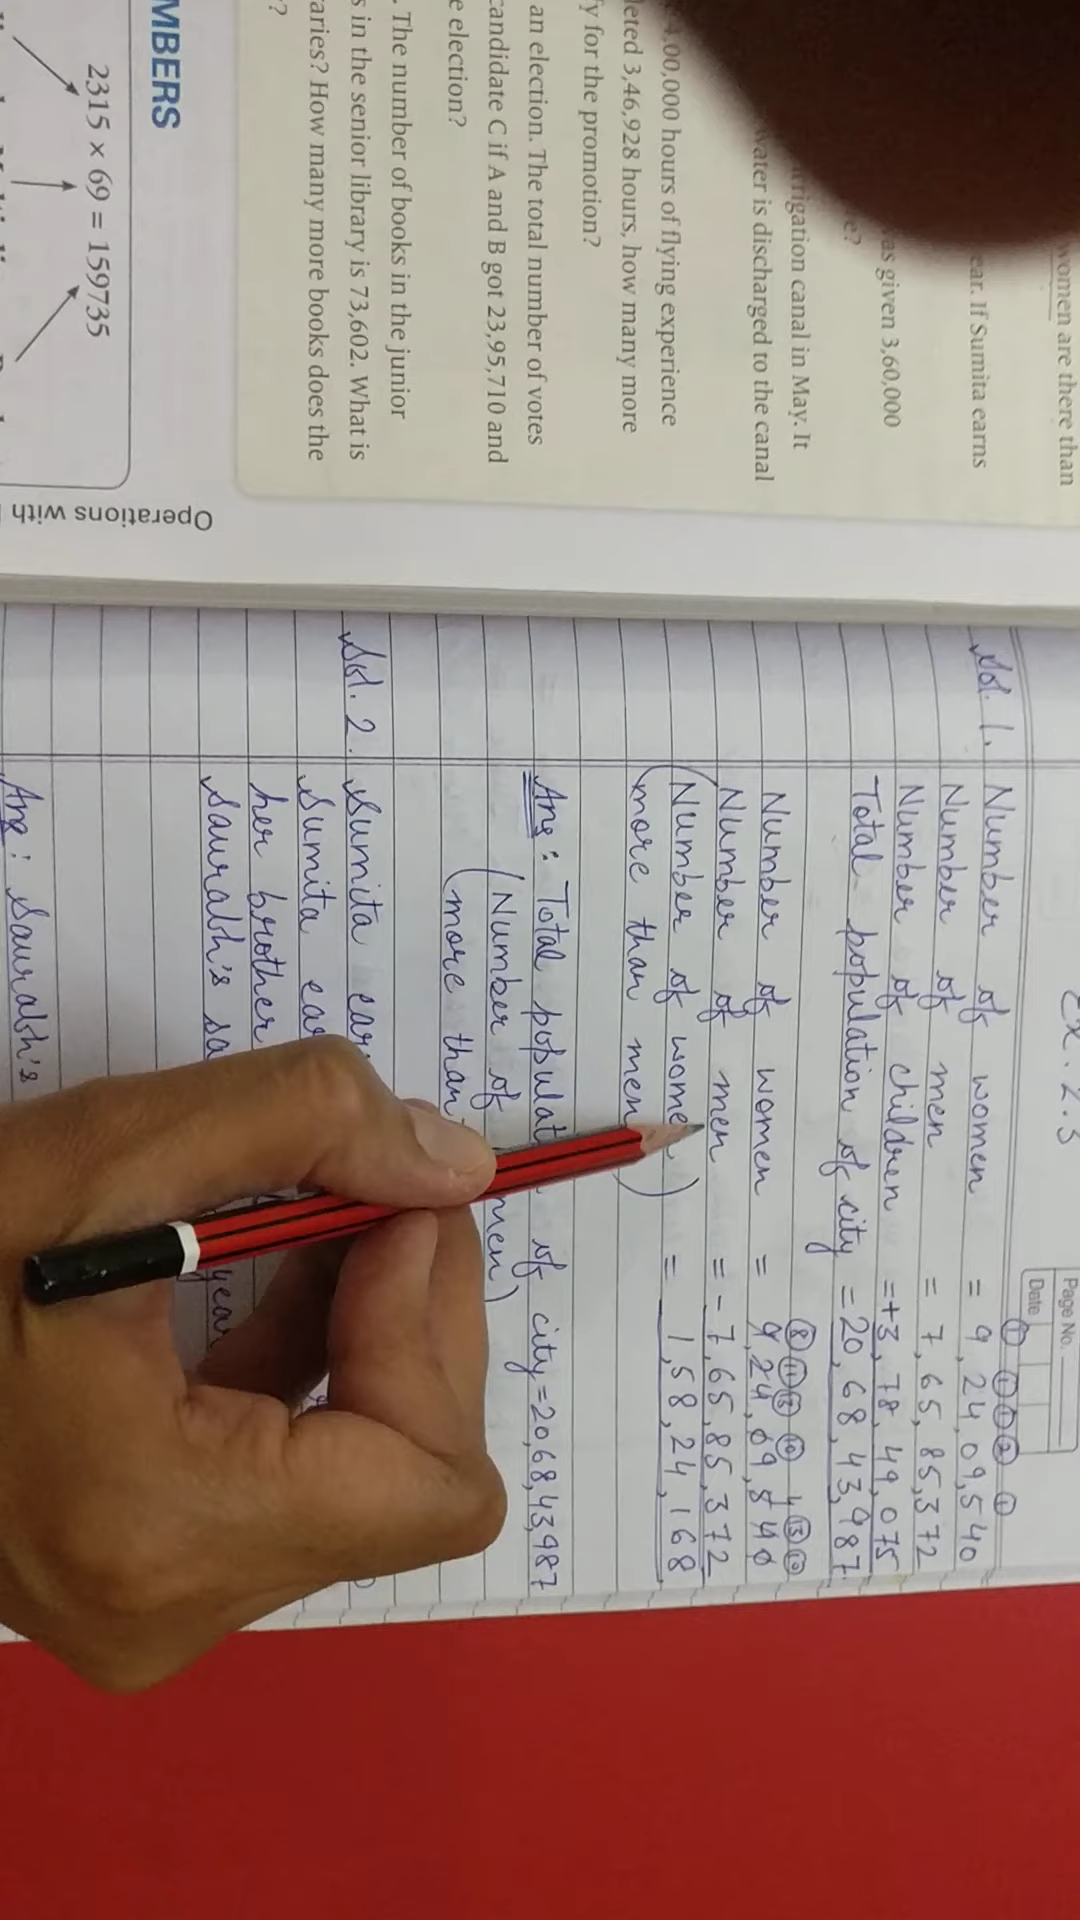 women are there than
ear. If Sumita earns
as given 3,60,000
e?
rrigation canal in May. It
water is discharged to the canal
4,00,000 hours of flying experience
leted 3,46,928 hours, how many more
fy for the promotion?
an election. The total number of votes
candidate C if A and B got 23,95,710 and
e election?
. The number of books in the junior
s in the senior library is 73,602. What is
raries? How many more books does the
?
MBERS
2315 × 69 = 159735
Operations with
Page No.
Date
Ex. 2.3
Sol. 1. Number of women = 9,24,09,540
Number of men = 7,65,85,372
Number of children = +3,78,49,075
Total population of city = 20,68,43,987
Number of women = 9,24,09,540
Number of men = - 7,65,85,372
(Number of women) = 1,58,24,168
(more than men)
Ans: Total populat of city = 20,68,43,987
(Number of
(more than men)
Sol. 2. Sumita ear
Sumita ear
her brother
Saurabh's sa year
Ans: Saurabh's